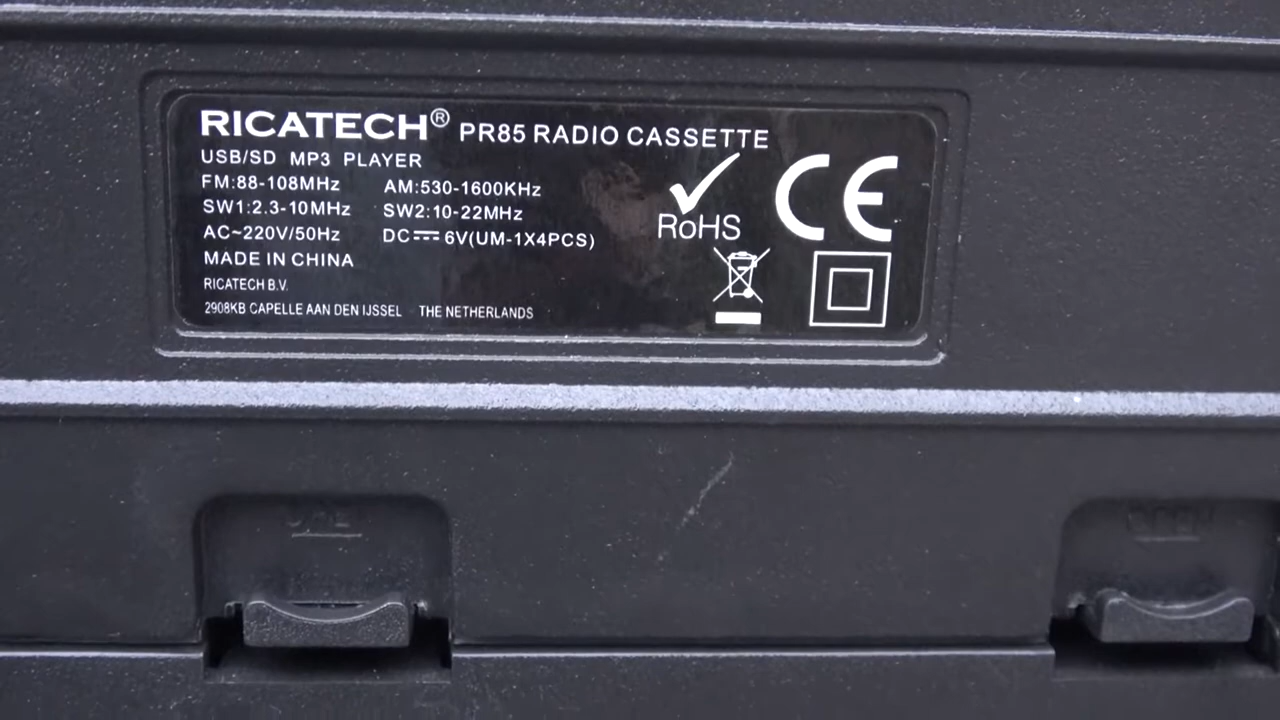 RICATECH® PR85 RADIO CASSETTE
USB/SD MP3 PLAYER
FM:88-108MHz AM:530-1600KHz
SW1:2.3-10MHz SW2:10-22MHz
AC~220V/50Hz DC⎓6V(UM-1X4PCS)
MADE IN CHINA
RICATECH B.V.
2908KB CAPELLE AAN DEN IJSSEL THE NETHERLANDS
RoHS
CE